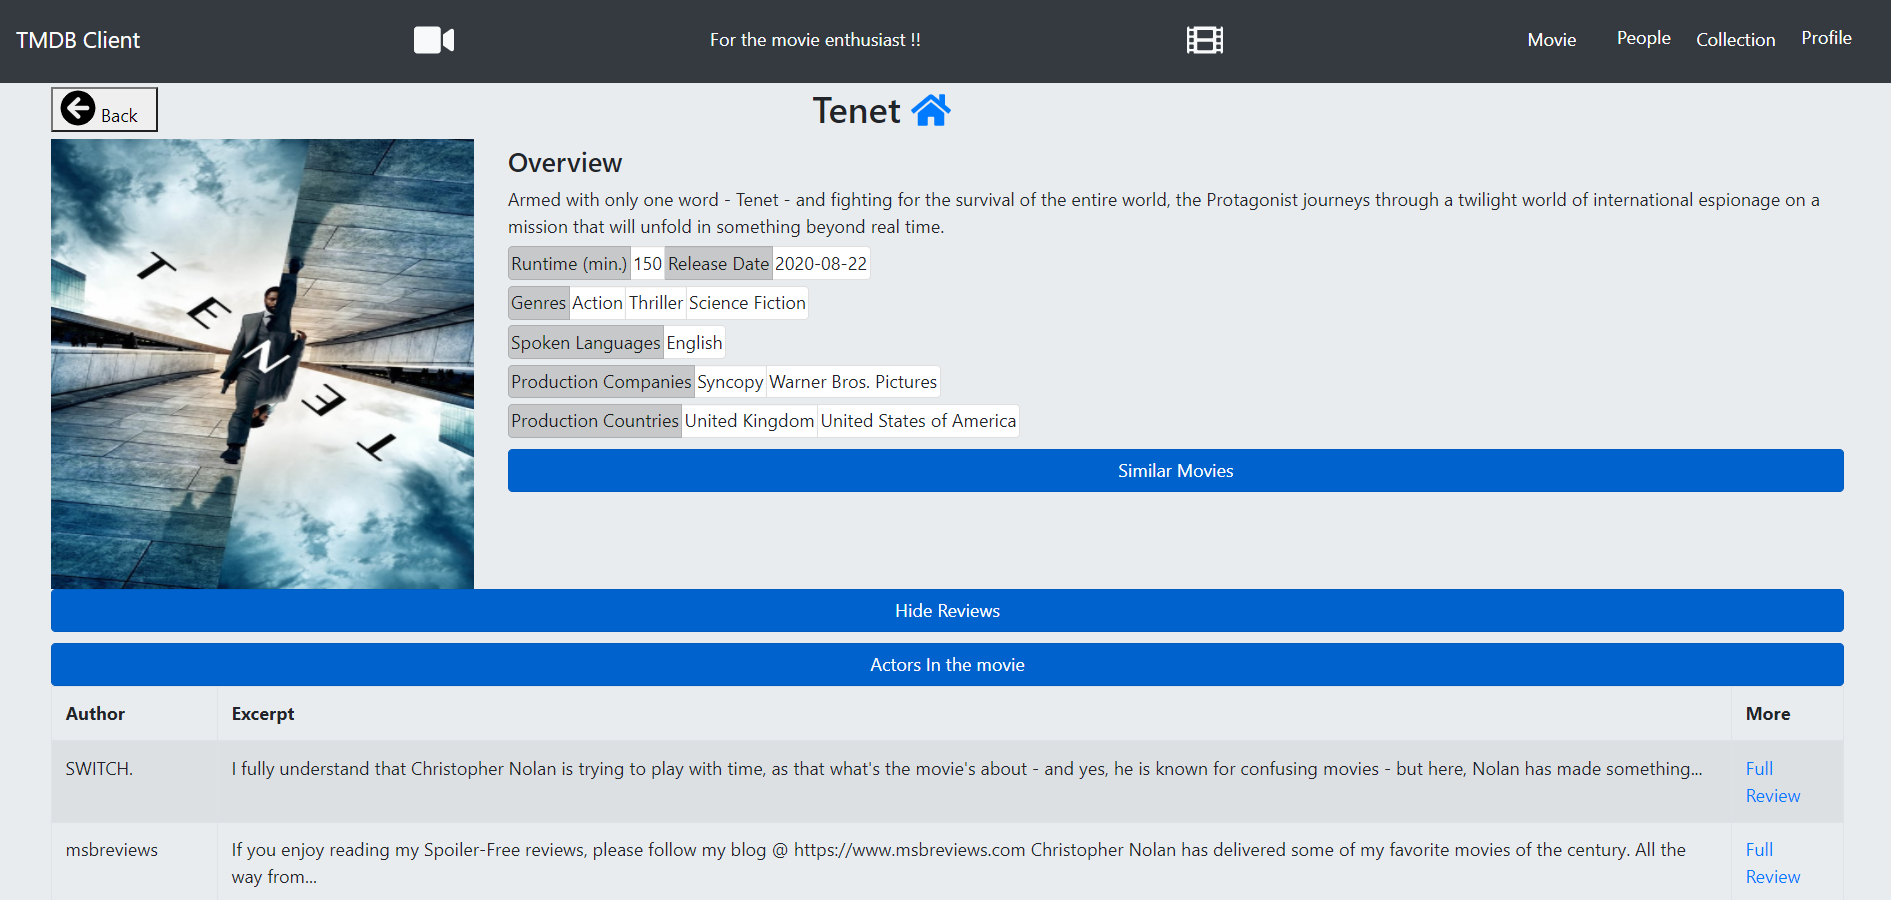 TMDB Client
For the movie enthusiast !!
Movie
People
Collection
Profile
Back
Tenet
T
E
N
E
T
Overview
Armed with only one word - Tenet - and fighting for the survival of the entire world, the Protagonist journeys through a twilight world of international espionage on a
mission that will unfold in something beyond real time.
Runtime (min.) 150 Release Date 2020-08-22
Genres Action Thriller Science Fiction
Spoken Languages English
Production Companies Syncopy Warner Bros. Pictures
Production Countries United Kingdom United States of America
Similar Movies
Hide Reviews
Actors In the movie
Author Excerpt More
SWITCH. I fully understand that Christopher Nolan is trying to play with time, as that what's the movie's about - and yes, he is known for confusing movies - but here, Nolan has made something... Full
Review
msbreviews If you enjoy reading my Spoiler-Free reviews, please follow my blog @ https://www.msbreviews.com Christopher Nolan has delivered some of my favorite movies of the century. All the Full
way from... Review